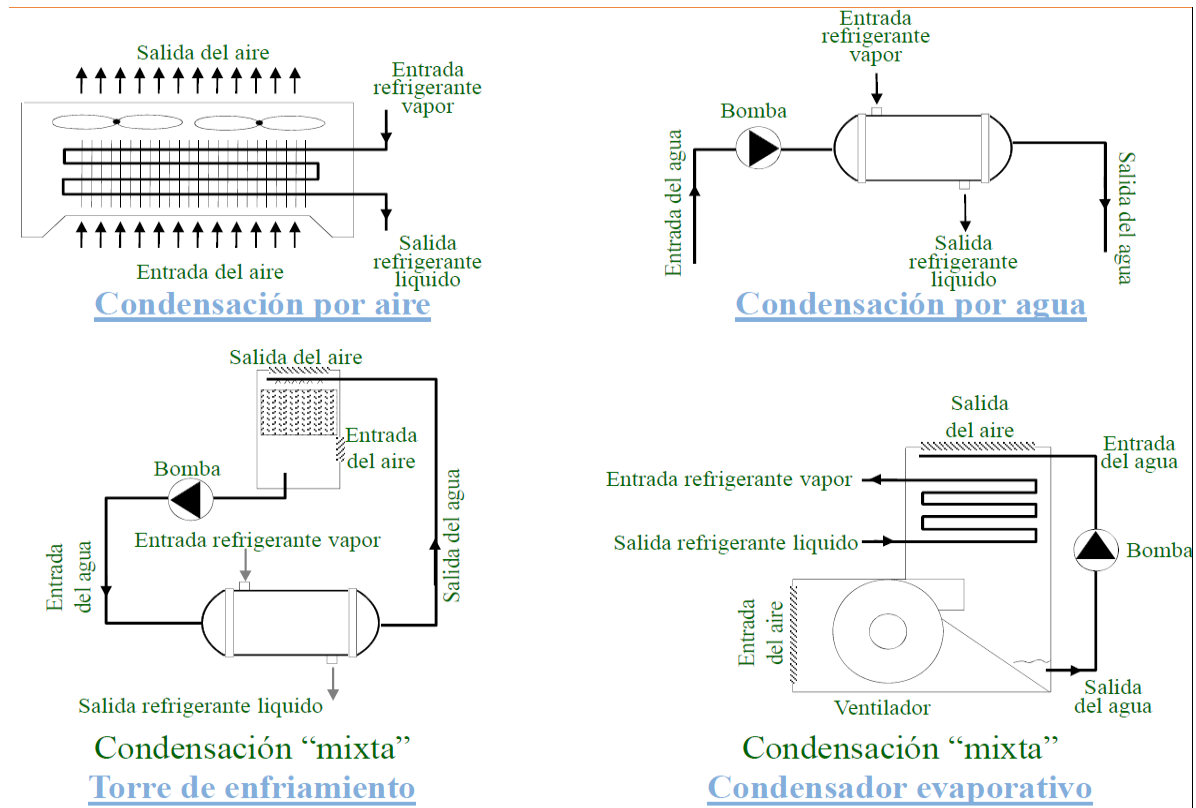 Salida del aire
Entrada
refrigerante
vapor
Salida
refrigerante
liquido
Entrada del aire
Condensación por aire
Entrada
refrigerante
vapor
Bomba
Entrada del agua
Salida del agua
Salida
refrigerante
liquido
Condensación por agua
Salida del aire
Entrada
del aire
Bomba
Entrada refrigerante vapor
Entrada
del agua
Salida del agua
Salida refrigerante liquido
Condensación “mixta”
Torre de enfriamiento
Salida
del aire
Entrada
del agua
Entrada refrigerante vapor
Salida refrigerante liquido
Bomba
Entrada
del aire
Salida
del agua
Ventilador
Condensación “mixta”
Condensador evaporativo